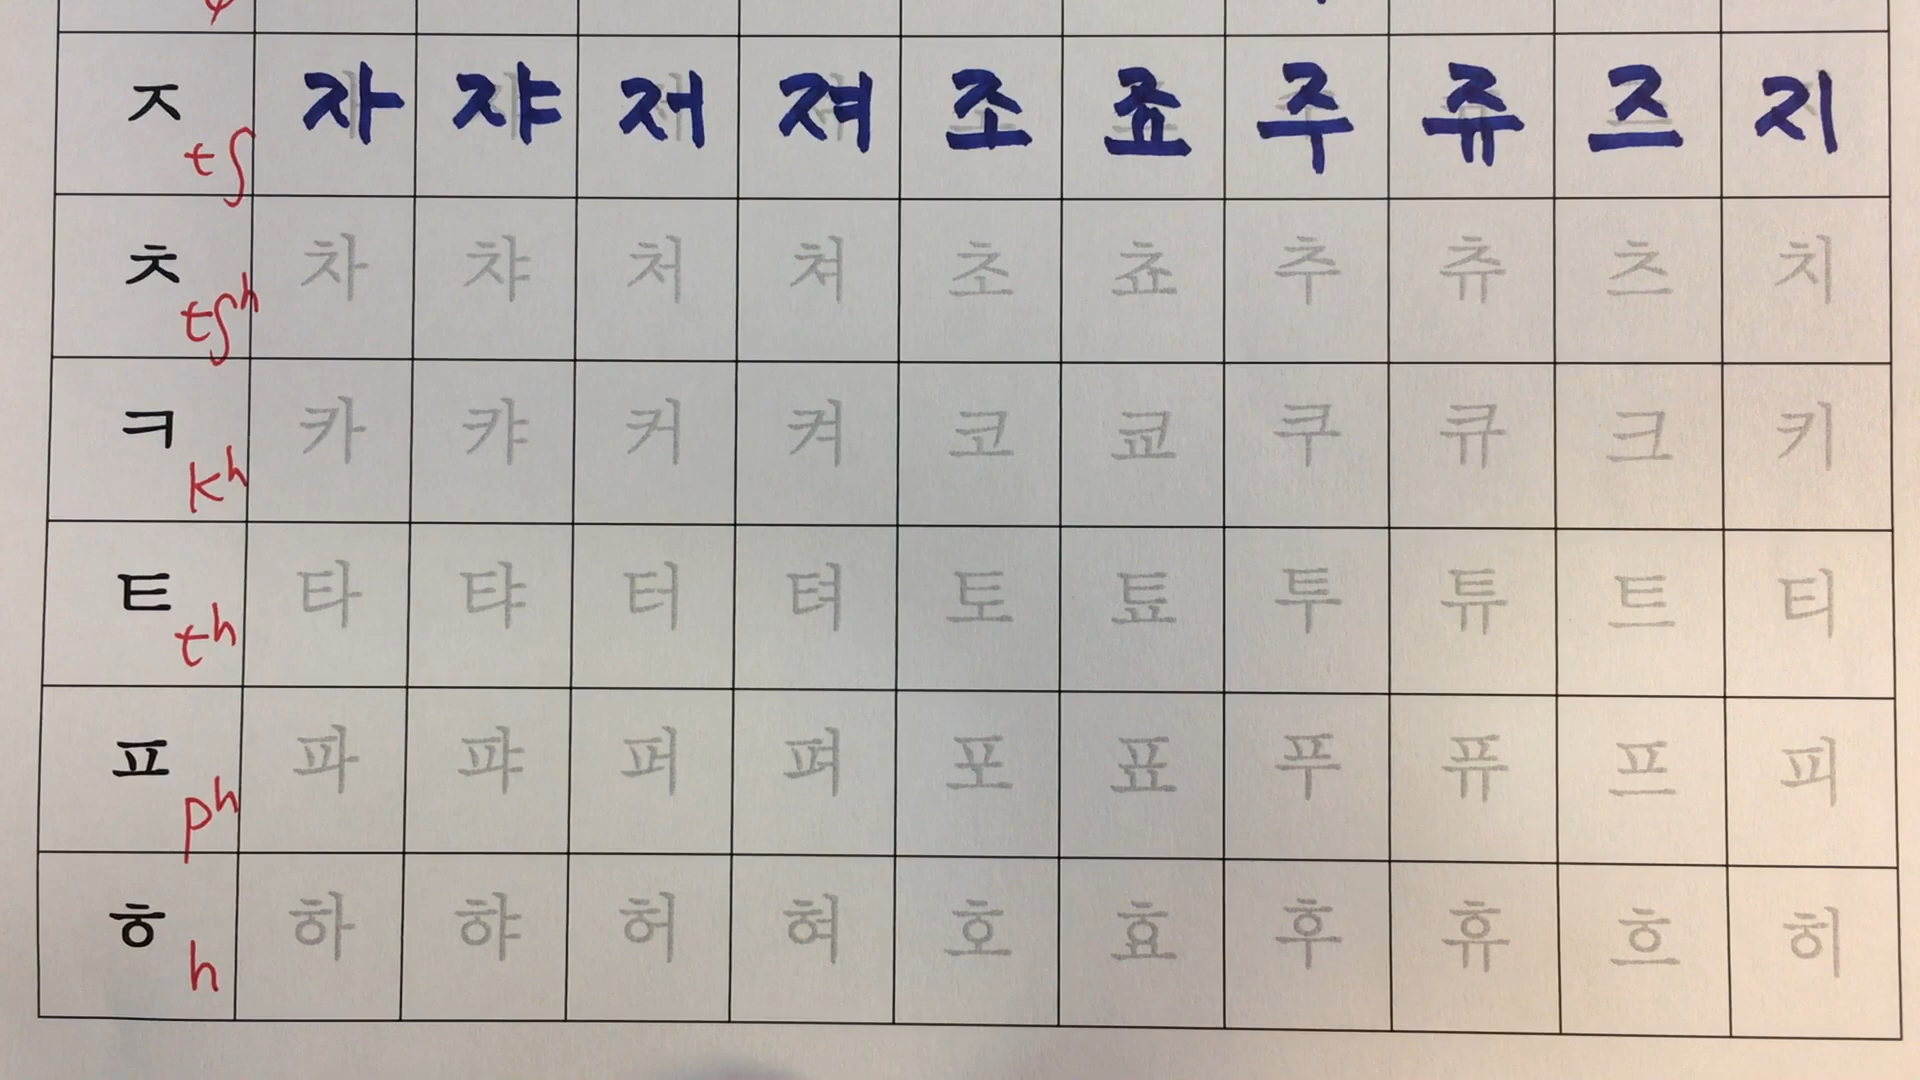 ㅈ tʃ 자 쟈 저 져 조 죠 주 쥬 즈 지
ㅊ tʃʰ 차 챠 처 쳐 초 쵸 추 츄 츠 치
ㅋ kʰ 카 캬 커 켜 코 쿄 쿠 큐 크 키
ㅌ tʰ 타 탸 터 텨 토 툐 투 튜 트 티
ㅍ pʰ 파 퍄 퍼 펴 포 표 푸 퓨 프 피
ㅎ h 하 햐 허 혀 호 효 후 휴 흐 히